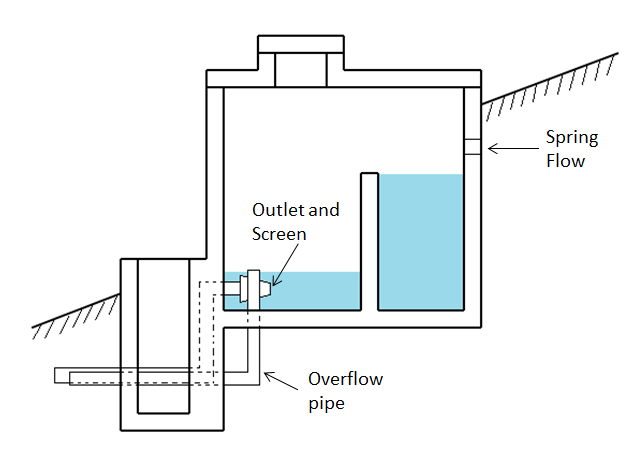 Spring
Flow
Outlet and
Screen
Overflow
pipe